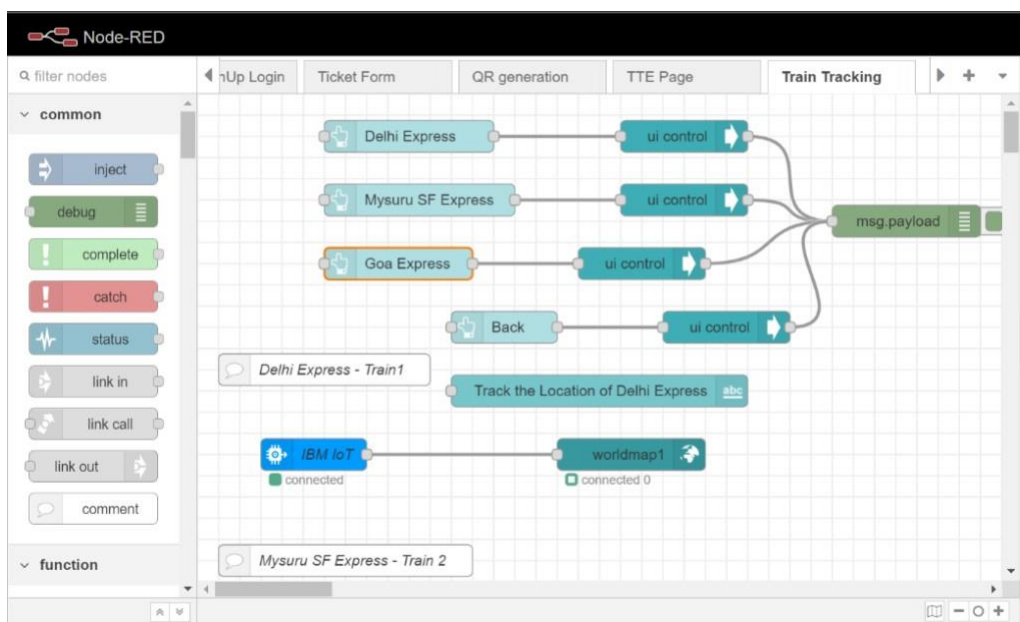 Node-RED
filter nodes
nUp Login
Ticket Form
QR generation
TTE Page
Train Tracking
common
inject
debug
complete
catch
status
link in
link call
link out
comment
function
Delhi Express
ui control
Mysuru SF Express
ui control
msg.payload
Goa Express
ui control
Back
ui control
Delhi Express - Train1
Track the Location of Delhi Express
abc
IBM IoT
worldmap1
connected
connected 0
Mysuru SF Express - Train 2